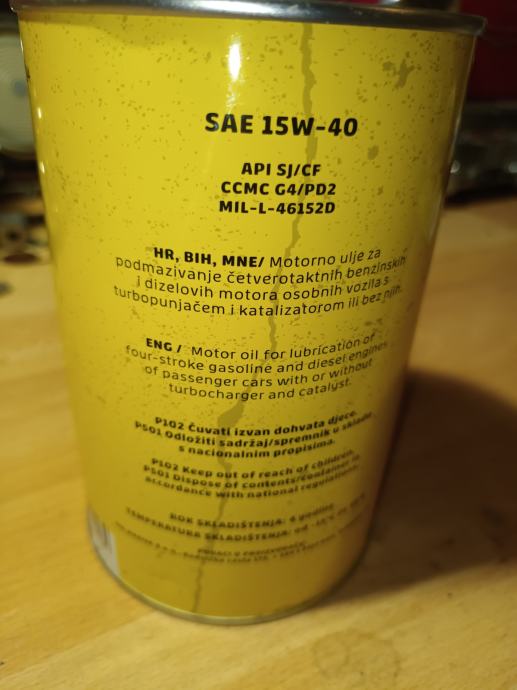 SAE 15W-40
API SJ/CF
CCMC G4/PD2
MIL-L-46152D
HR, BIH, MNE/ Motorno ulje za
podmazivanje četverotaktnih benzinskih
i dizelovih motora osobnih vozila s
turbopunjačem i katalizatorom ili bez njih.
ENG / Motor oil for lubrication of
four-stroke gasoline and diesel engines
of passenger cars with or without
turbocharger and catalyst.
P102 Čuvati izvan dohvata djece.
P501 Odložiti sadržaj/spremnik u skladu
s nacionalnim propisima.
P102 Keep out of reach of children.
P501 Dispose of contents/container in
accordance with national regulations.
ROK SKLADIŠTENJA: 4 godine
TEMPERATURA SKLADIŠTENJA: od